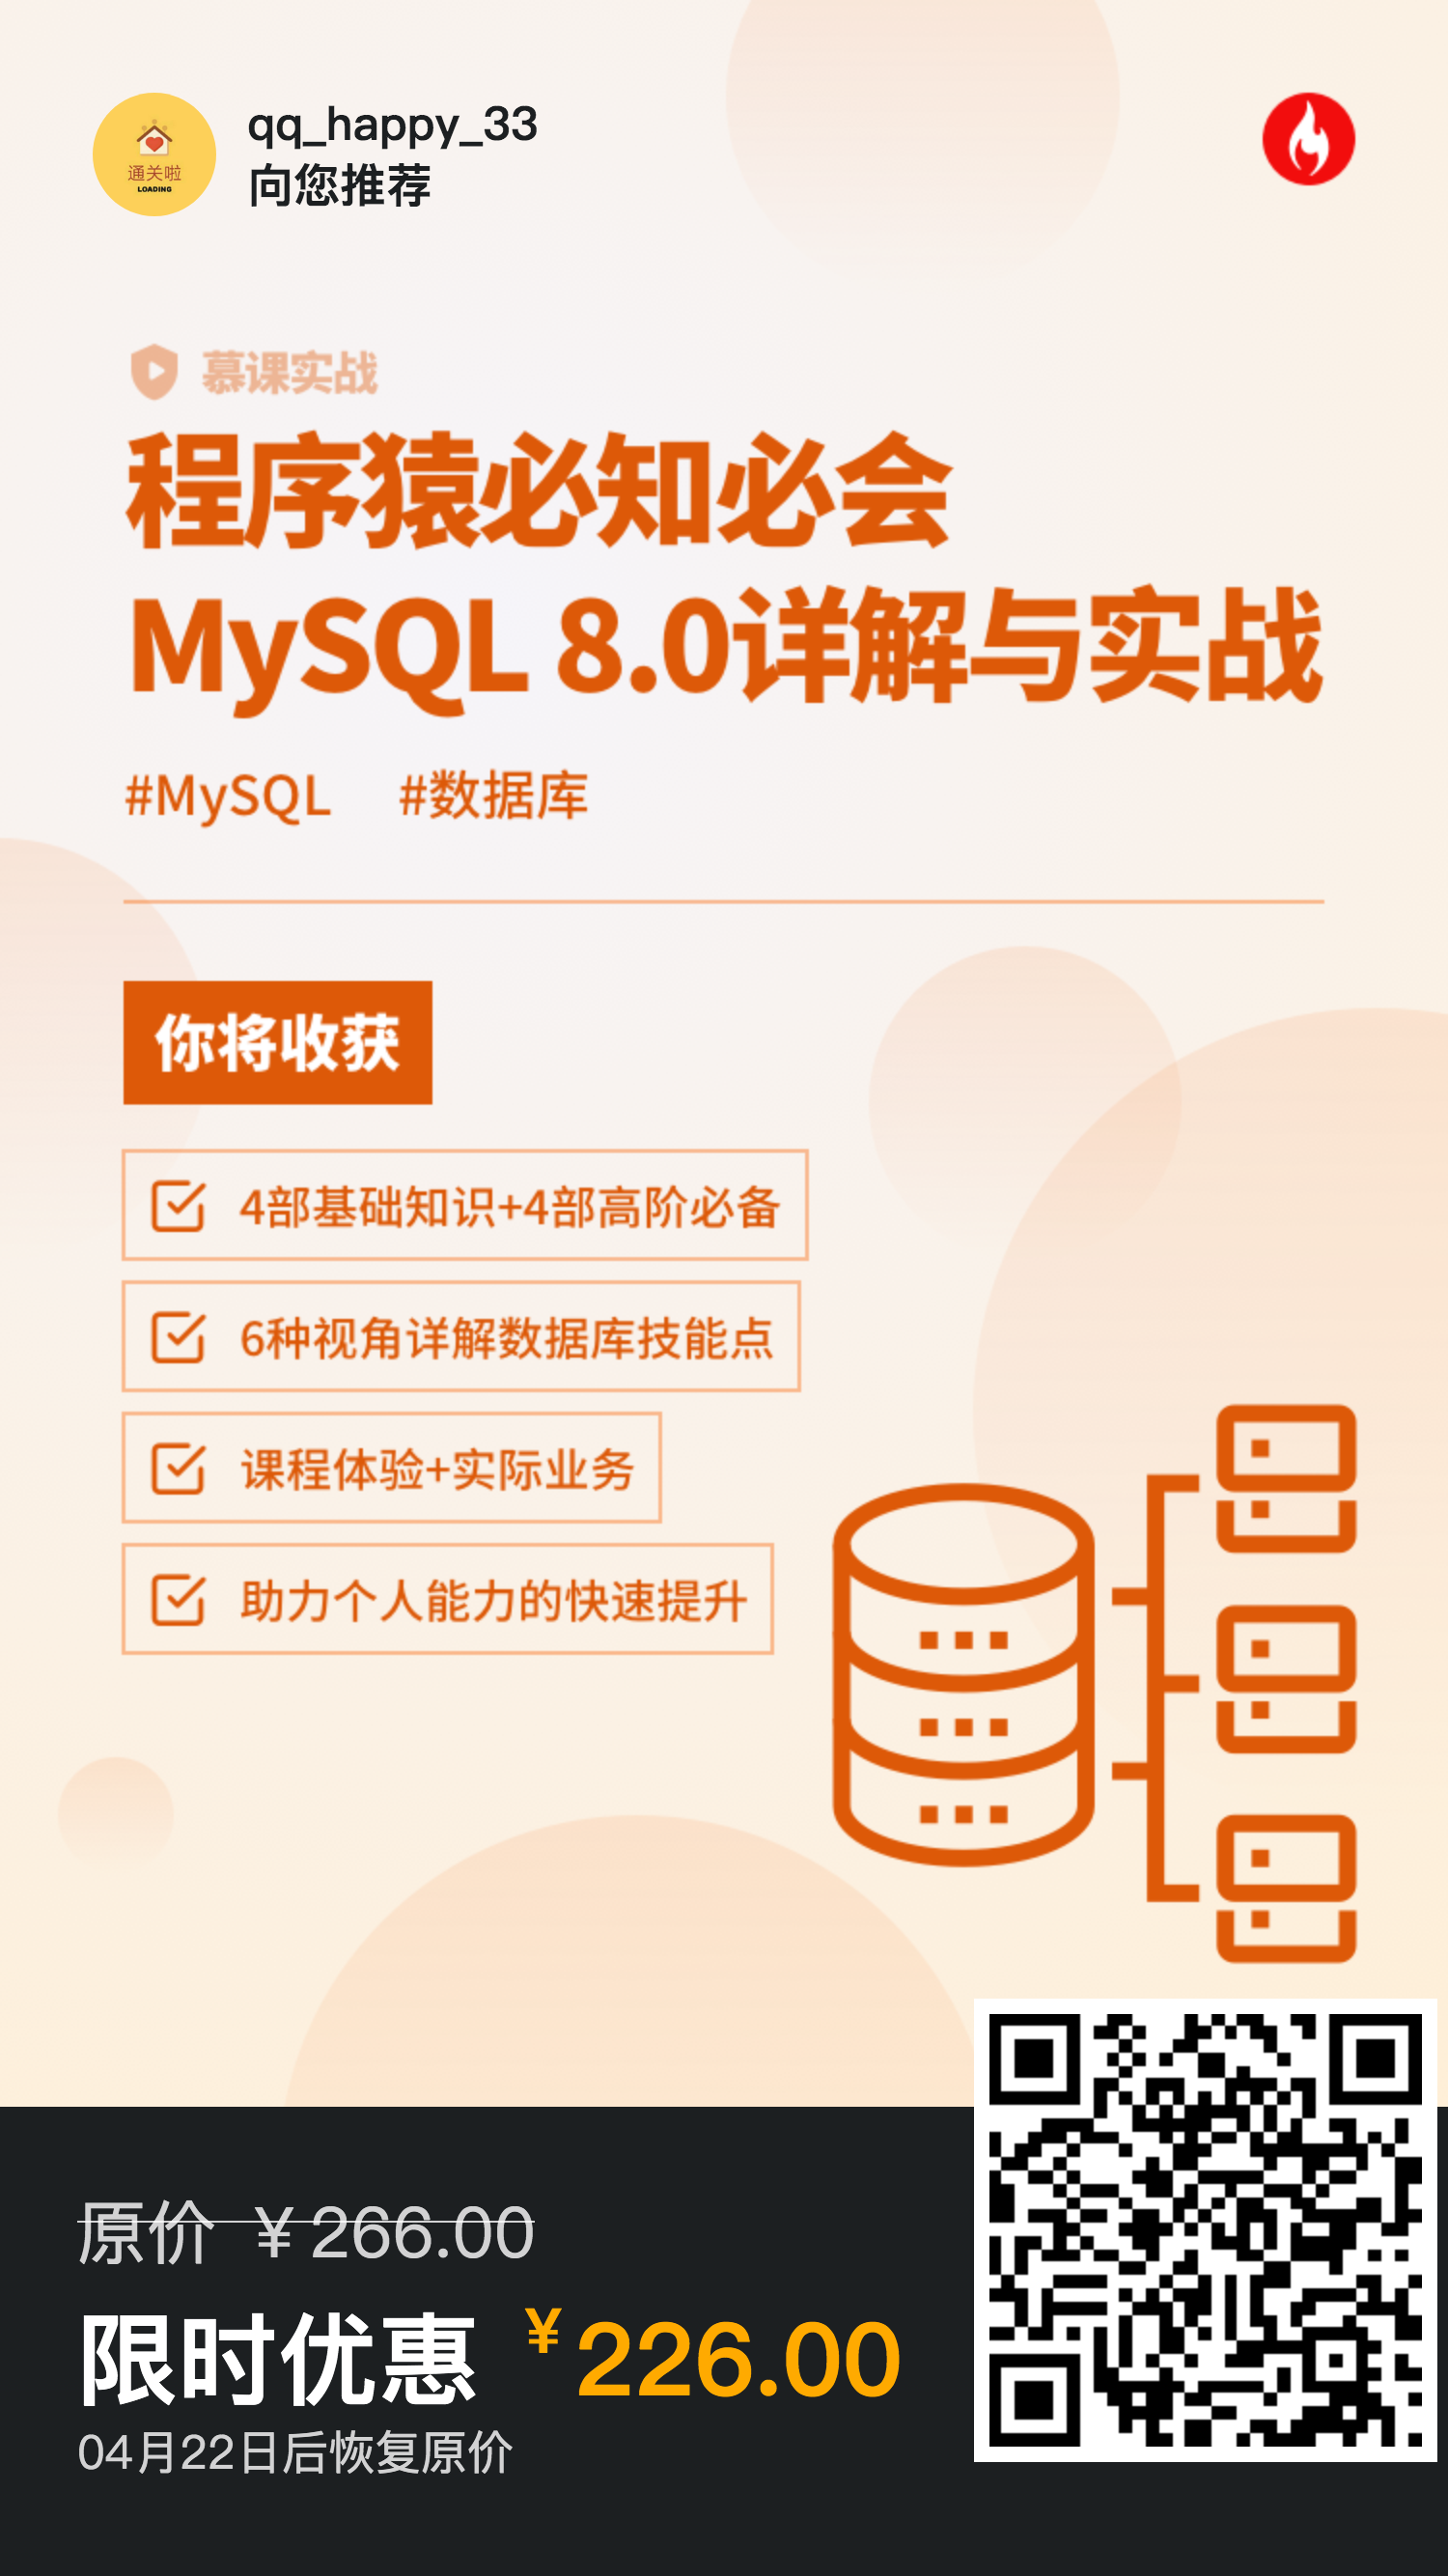 通关啦
LOADING
qq_happy_33
向您推荐
慕课实战
程序猿必知必会
MySQL 8.0详解与实战
#MySQL #数据库
你将收获
4部基础知识+4部高阶必备
6种视角详解数据库技能点
课程体验+实际业务
助力个人能力的快速提升
原价 ¥ 266.00
限时优惠 ¥226.00
04月22日后恢复原价